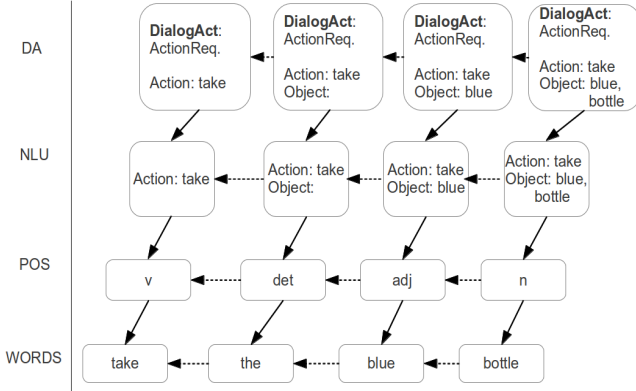 DA
DialogAct:
ActionReq.
Action: take
DialogAct:
ActionReq.
Action: take
Object:
DialogAct:
ActionReq.
Action: take
Object: blue
DialogAct:
ActionReq.
Action: take
Object: blue,
bottle
NLU
Action: take
Action: take
Object:
Action: take
Object: blue
Action: take
Object: blue,
bottle
POS
v
det
adj
n
WORDS
take
the
blue
bottle